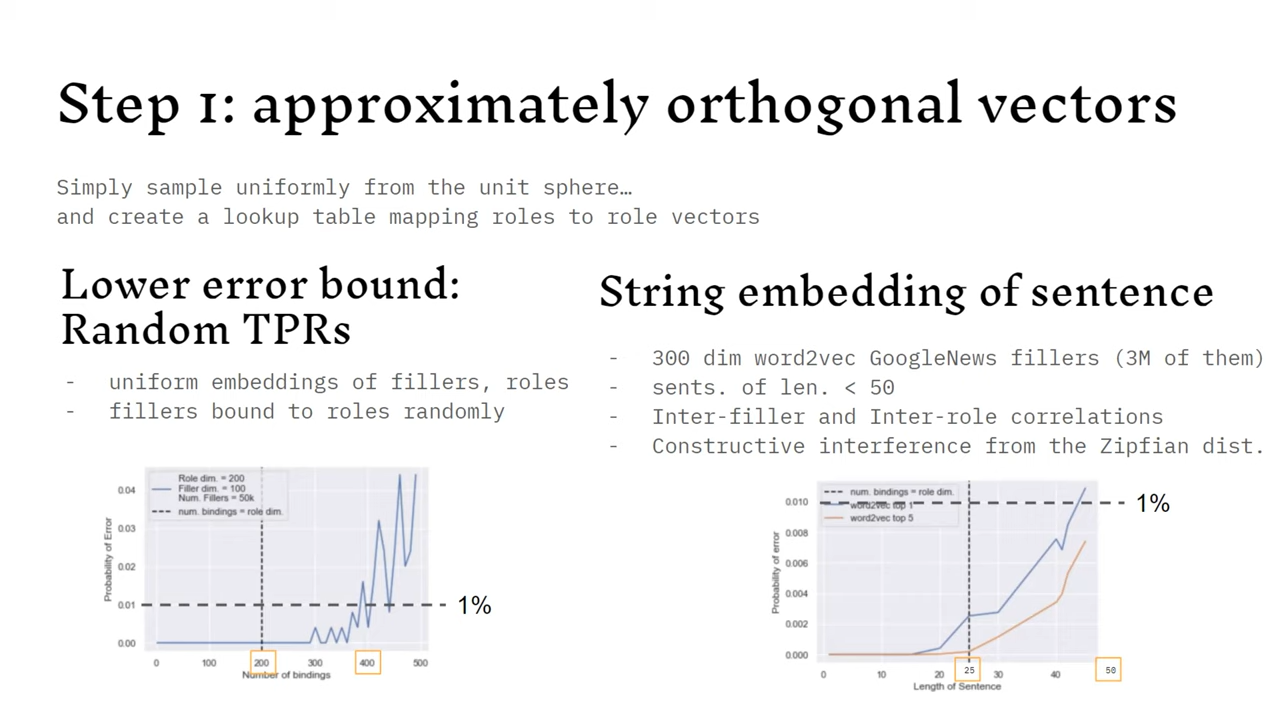 Step 1: approximately orthogonal vectors
Simply sample uniformly from the unit sphere…
and create a lookup table mapping roles to role vectors
Lower error bound:
Random TPRs
- uniform embeddings of fillers, roles
- fillers bound to roles randomly
String embedding of sentence
- 300 dim word2vec GoogleNews fillers (3M of them)
- sents. of len. < 50
- Inter-filler and Inter-role correlations
- Constructive interference from the Zipfian dist.
Role dim. = 200
Filler dim. = 100
Num. Fillers = 50k
num. bindings = role dim.
Probability of Error
0.04
0.03
0.02
0.01
0.00
1%
0 100 200 300 400 500
Number of bindings
num. bindings = role dim.
word2vec top 1
word2vec top 5
Probability of error
0.010
0.008
0.006
0.004
0.002
0.000
1%
0 10 20 25 30 40 50
Length of Sentence